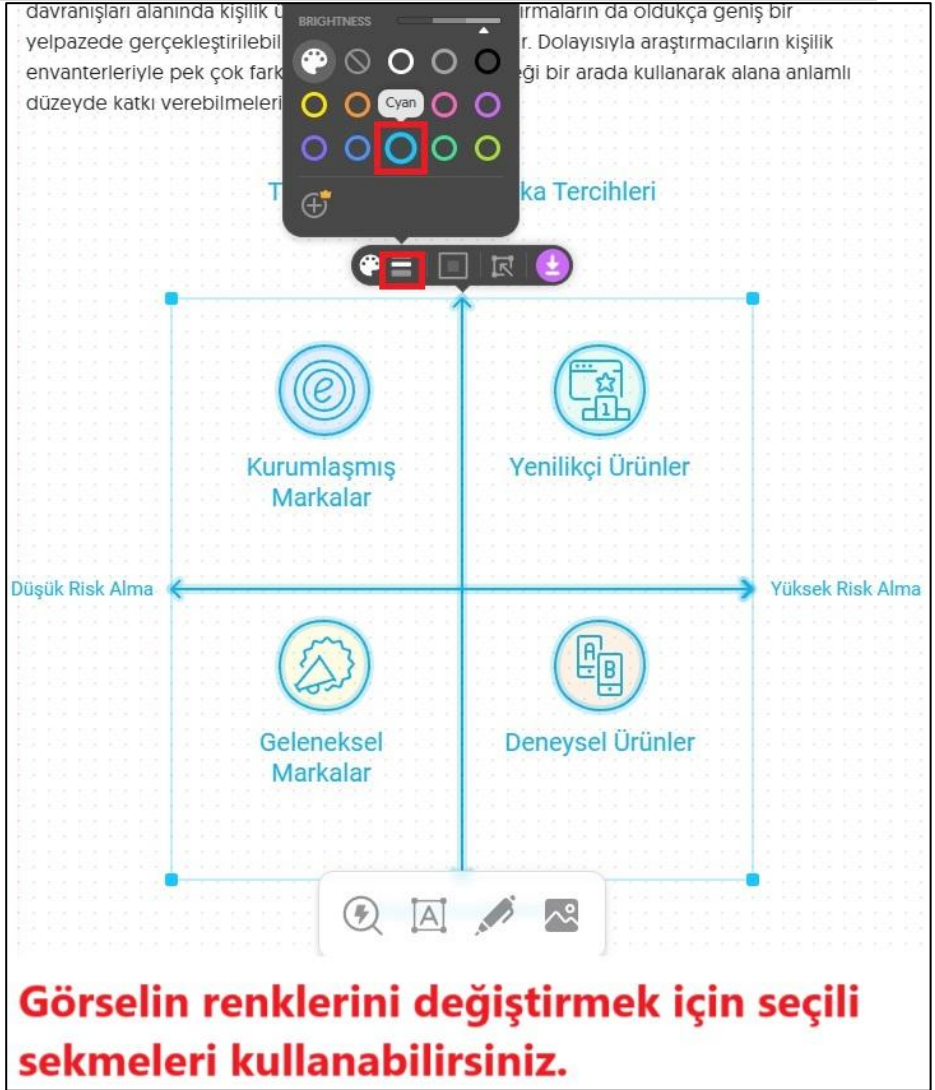 davranışları alanında kişilik ırmaların da oldukça geniş bir
yelpazede gerçekleştirilebil r. Dolayısıyla araştırmacıların kişilik
envanterleriyle pek çok fark eği bir arada kullanarak alana anlamlı
düzeyde katkı verebilmeleri
BRIGHTNESS
Cyan
T ka Tercihleri
Kurumlaşmış
Markalar
Yenilikçi Ürünler
Düşük Risk Alma
Yüksek Risk Alma
A
B
1
e
Geleneksel
Markalar
Deneysel Ürünler
A
Görselin renklerini değiştirmek için seçili
sekmeleri kullanabilirsiniz.